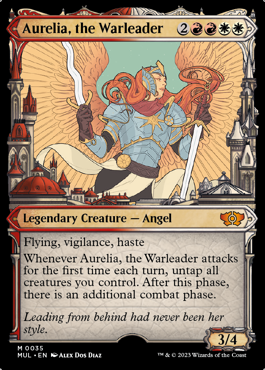 Aurelia, the Warleader 2
Legendary Creature — Angel
Flying, vigilance, haste
Whenever Aurelia, the Warleader attacks
for the first time each turn, untap all
creatures you control. After this phase,
there is an additional combat phase.
Leading from behind had never been her
style.
3/4
M 0035
MUL • EN ALEX DOS DIAZ
™ & © 2023 Wizards of the Coast